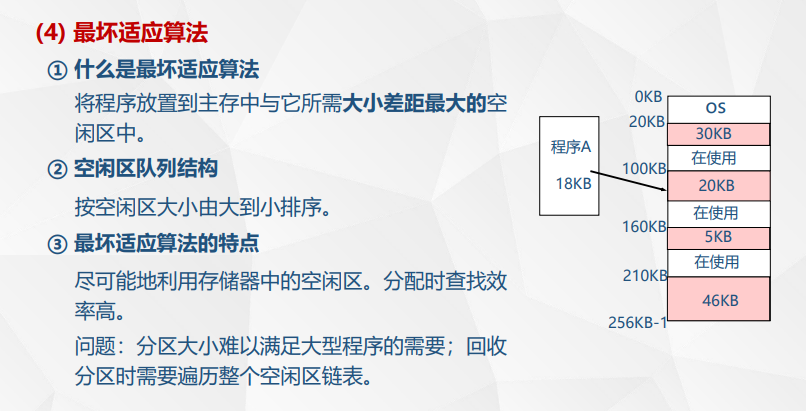 (4) 最坏适应算法
① 什么是最坏适应算法
将程序放置到主存中与它所需大小差距最大的空
闲区中。
② 空闲区队列结构
按空闲区大小由大到小排序。
③ 最坏适应算法的特点
尽可能地利用存储器中的空闲区。分配时查找效
率高。
问题：分区大小难以满足大型程序的需要；回收
分区时需要遍历整个空闲区链表。
程序A
18KB
0KB
OS
20KB
30KB
在使用
100KB
20KB
在使用
160KB
5KB
在使用
210KB
46KB
256KB-1